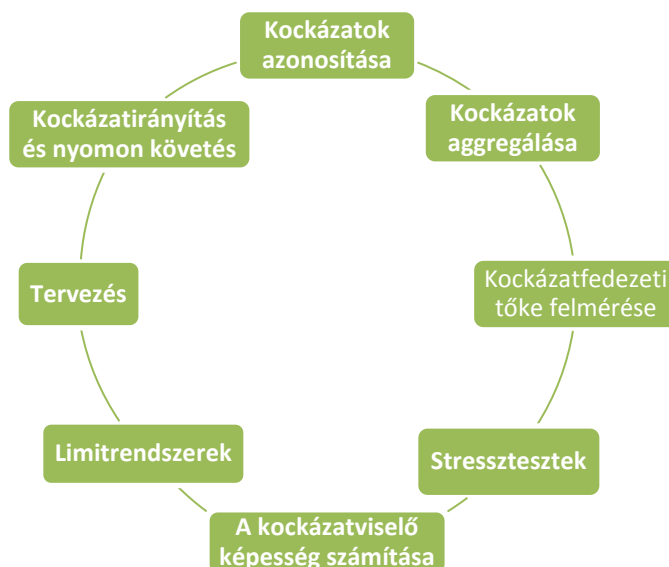 Kockázatok
azonosítása
Kockázatok
aggregálása
Kockázatfedezeti
tőke felmérése
Stressztesztek
A kockázatviselő
képesség számítása
Limitrendszerek
Tervezés
Kockázatirányítás
és nyomon követés